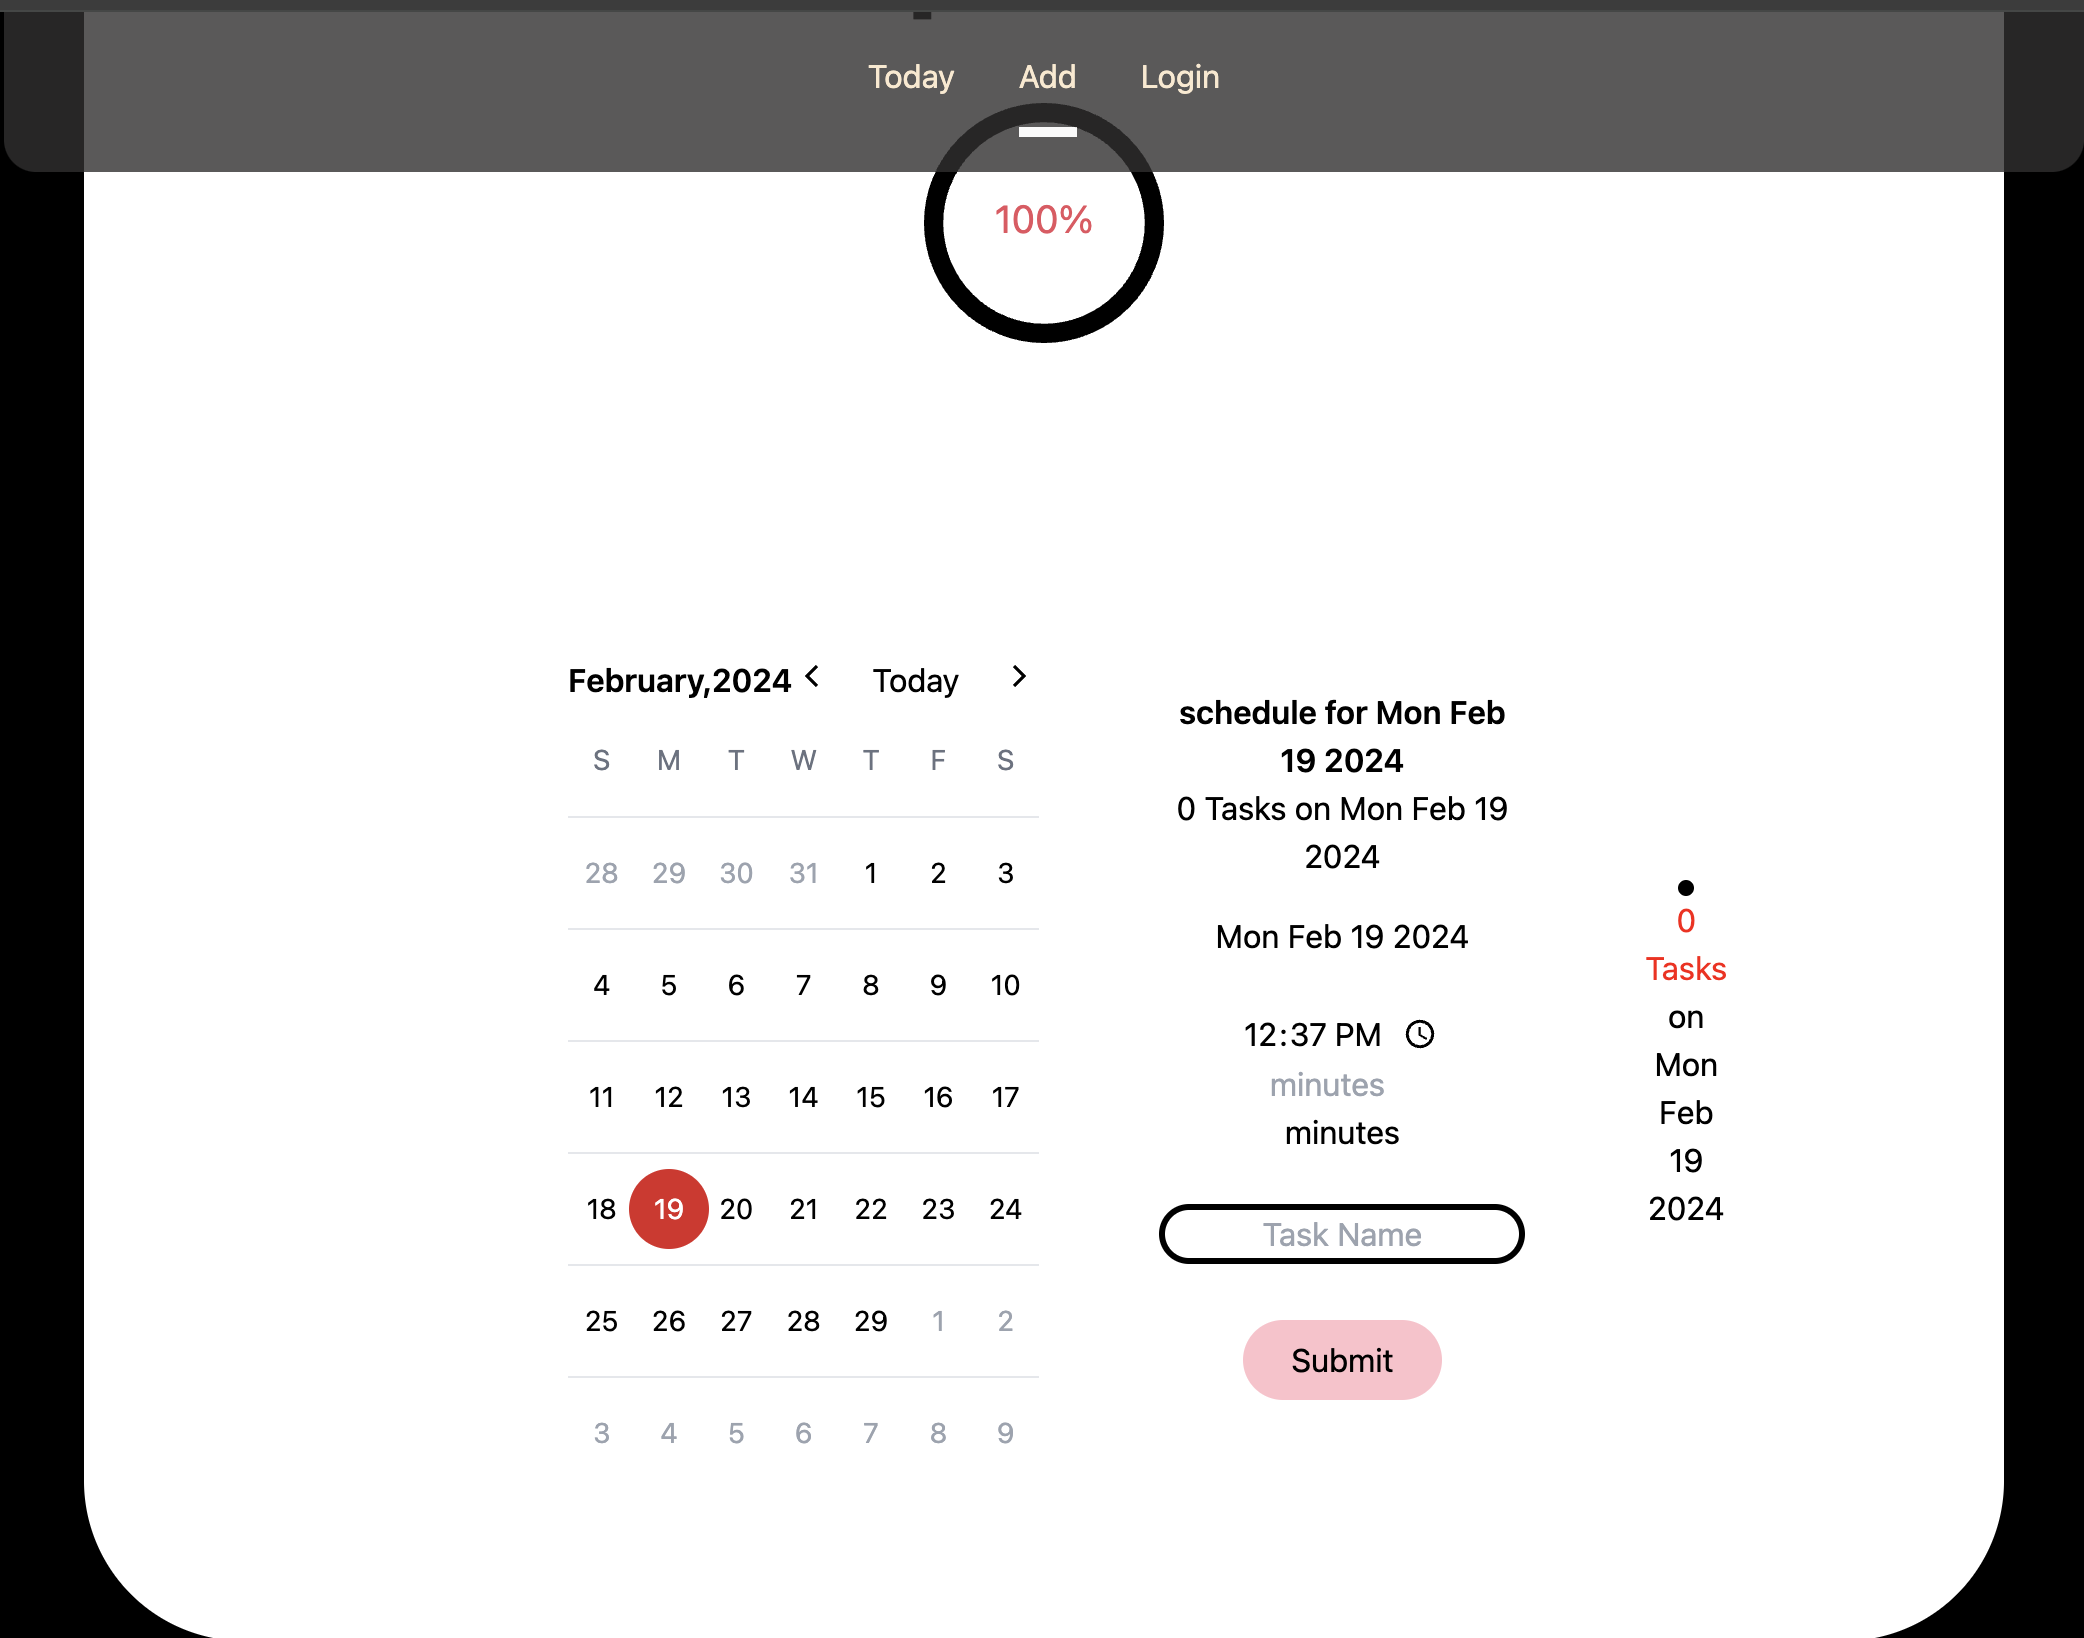 Today Add Login
100%
February,2024 < Today >
S M T W T F S
28 29 30 31 1 2 3
4 5 6 7 8 9 10
11 12 13 14 15 16 17
18 19 20 21 22 23 24
25 26 27 28 29 1 2
3 4 5 6 7 8 9
schedule for Mon Feb
19 2024
0 Tasks on Mon Feb 19
2024
Mon Feb 19 2024
12:37 PM
minutes
minutes
Task Name
Submit
0
Tasks
on
Mon
Feb
19
2024